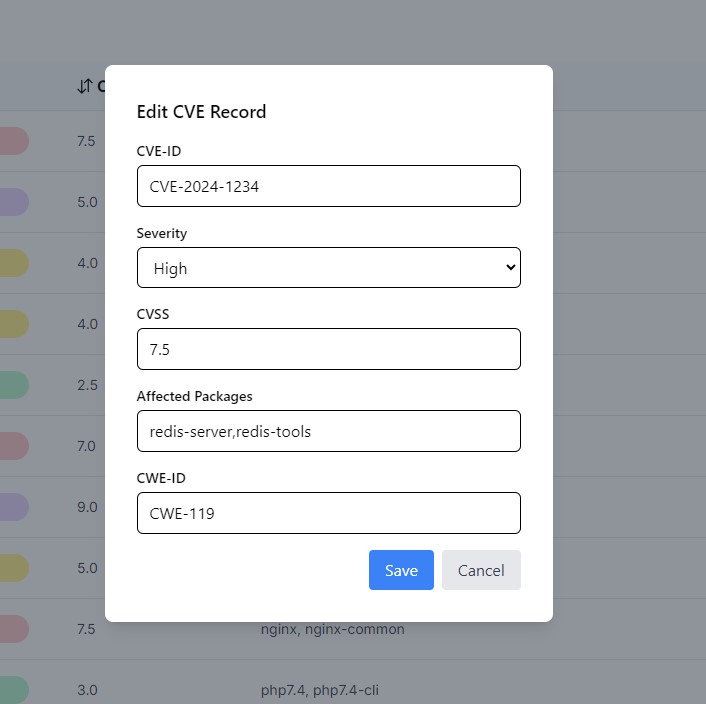 C
Edit CVE Record
7.5
CVE-ID
CVE-2024-1234
5.0
Severity
4.0
High
CVSS
4.0
7.5
2.5
Affected Packages
7.0
redis-server,redis-tools
CWE-ID
9.0
CWE-119
5.0
Save
Cancel
7.5
nginx, nginx-common
3.0
php7.4, php7.4-cli